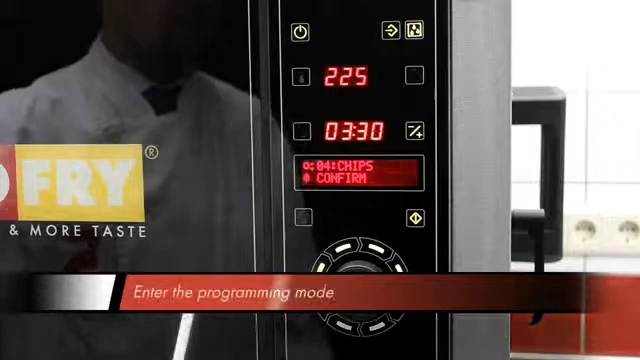 225
03:30
04:CHIPS
CONFIRM
FRY®
& MORE TASTE
Enter the programming mode